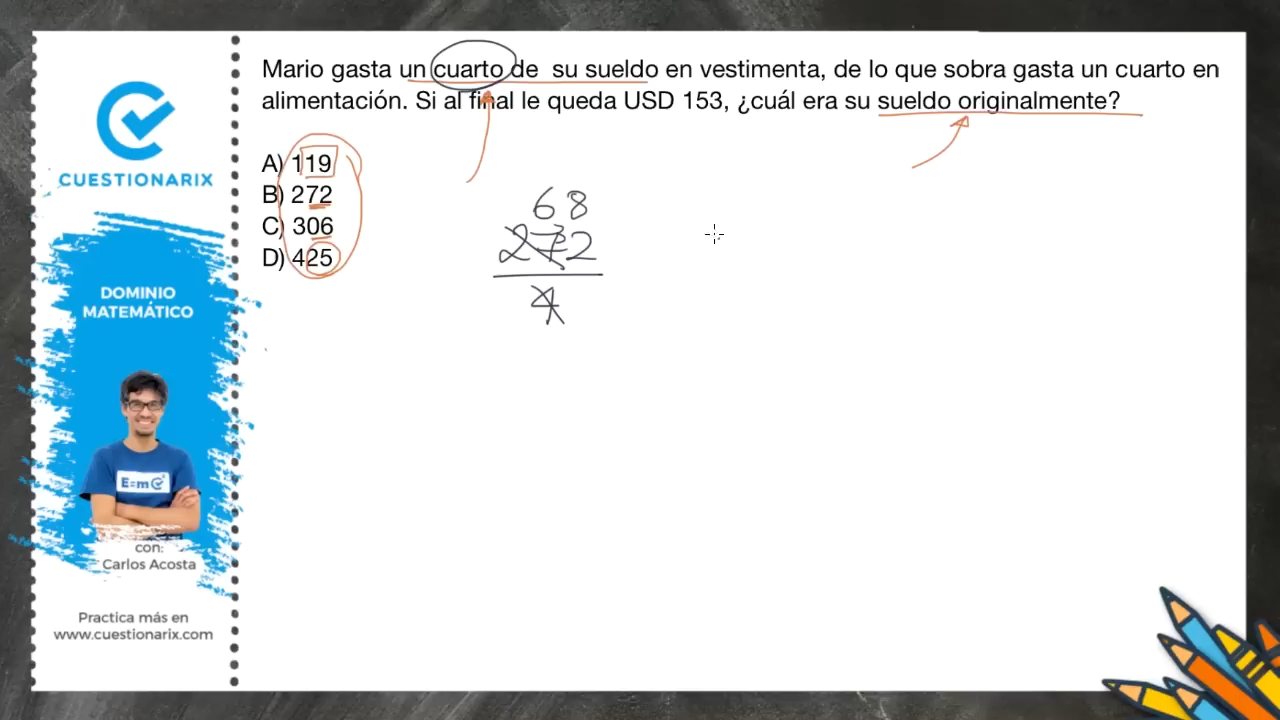 Mario gasta un cuarto de su sueldo en vestimenta, de lo que sobra gasta un cuarto en
alimentación. Si al final le queda USD 153, ¿cuál era su sueldo originalmente?
A) 119
B) 272
C) 306
D) 425
68
272
4
CUESTIONARIX
DOMINIO
MATEMÁTICO
E=m
con:
Carlos Acosta
Practica más en
www.cuestionarix.com